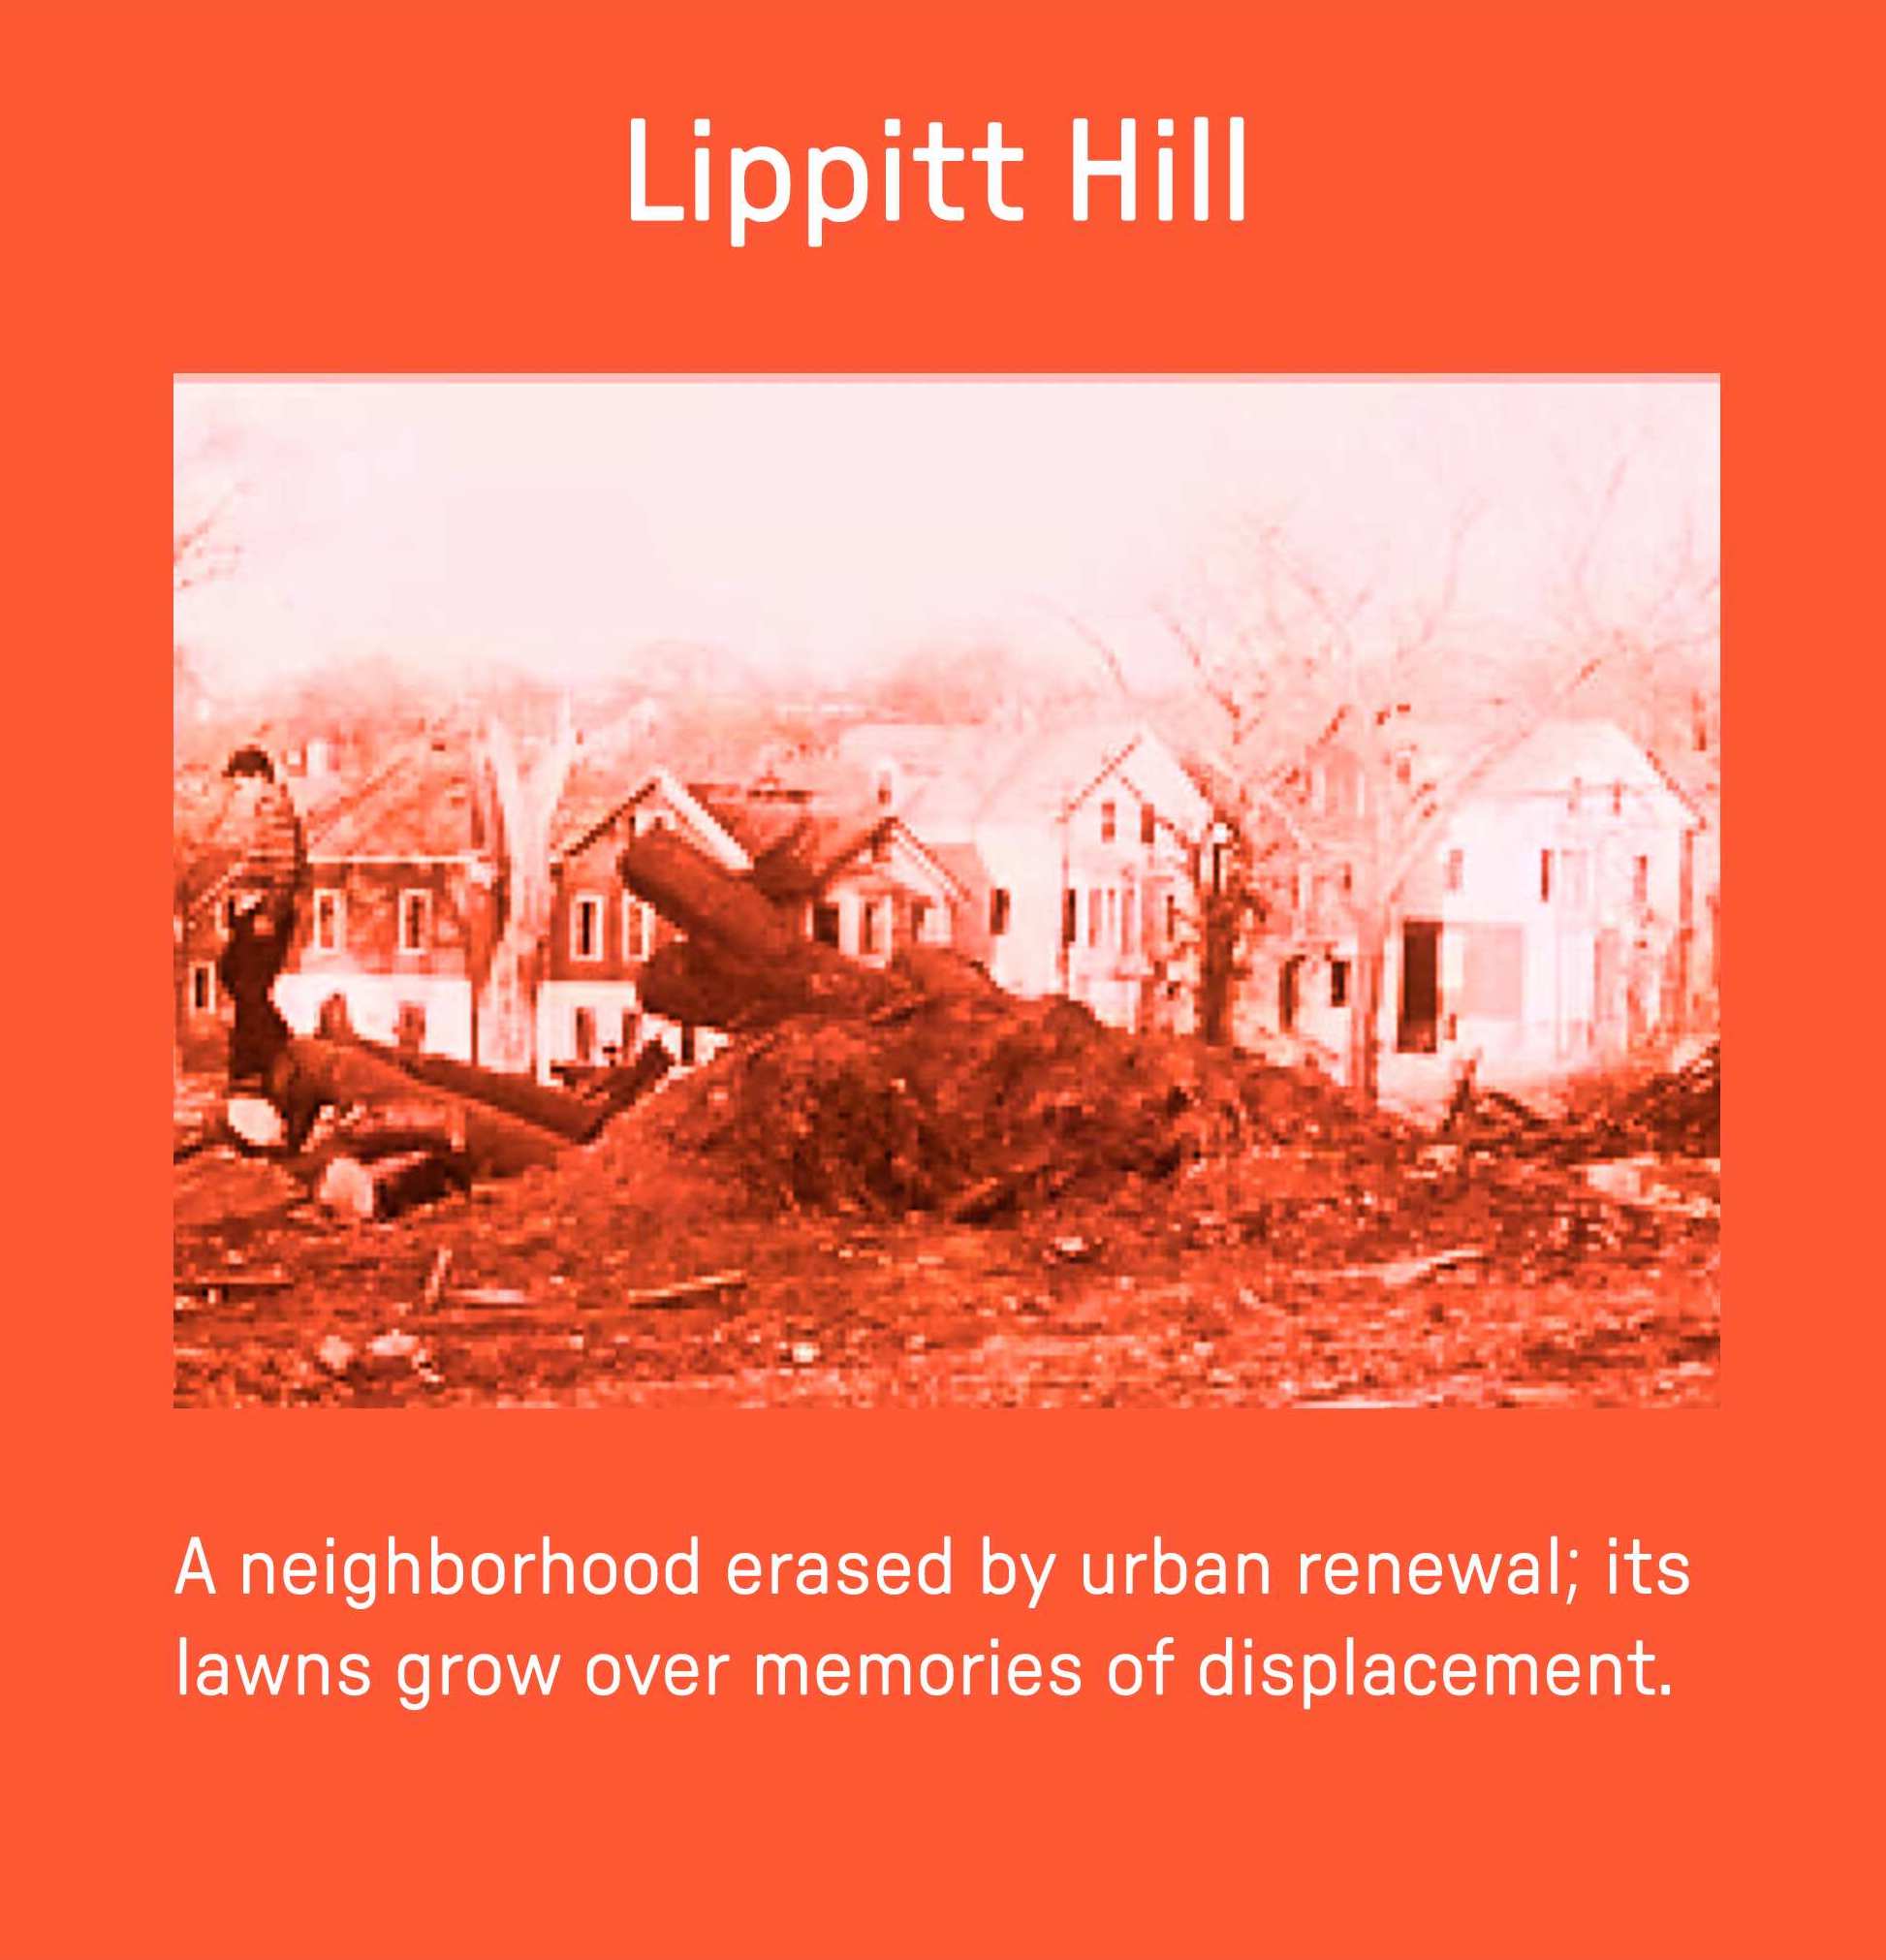 Lippitt Hill
A neighborhood erased by urban renewal; its
lawns grow over memories of displacement.